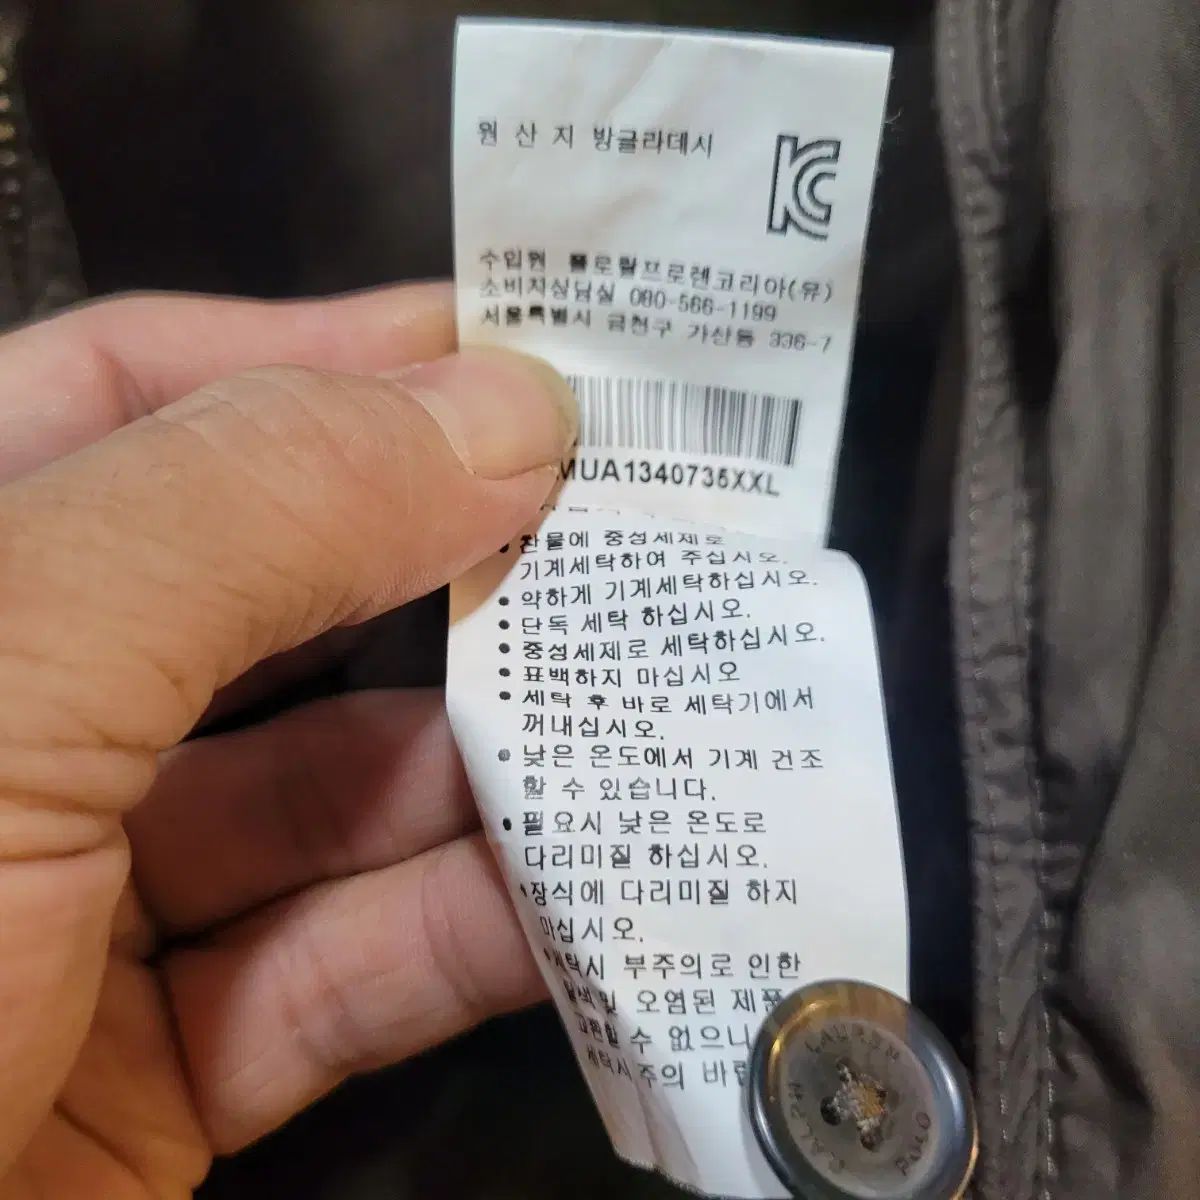 원 산 지 방글라데시
KC
수입원 폴로랄프로렌코리아(유)
소비자상담실 080-566-1199
서울특별시 금천구 가산동 336-7
MUA1340735XXL
• 찬물에 중성세제로
기계세탁하여 주십시오.
• 약하게 기계세탁하십시오.
• 단독 세탁 하십시오.
• 중성세제로 세탁하십시오.
• 표백하지 마십시오
• 세탁 후 바로 세탁기에서
꺼내십시오.
• 낮은 온도에서 기계 건조
할 수 있습니다.
• 필요시 낮은 온도로
다리미질 하십시오.
• 장식에 다리미질 하지
마십시오.
• 세탁시 부주의로 인한
및 오염된 제품
교환할 수 없으니
세탁시 주의
RALPH LAUREN
POLO